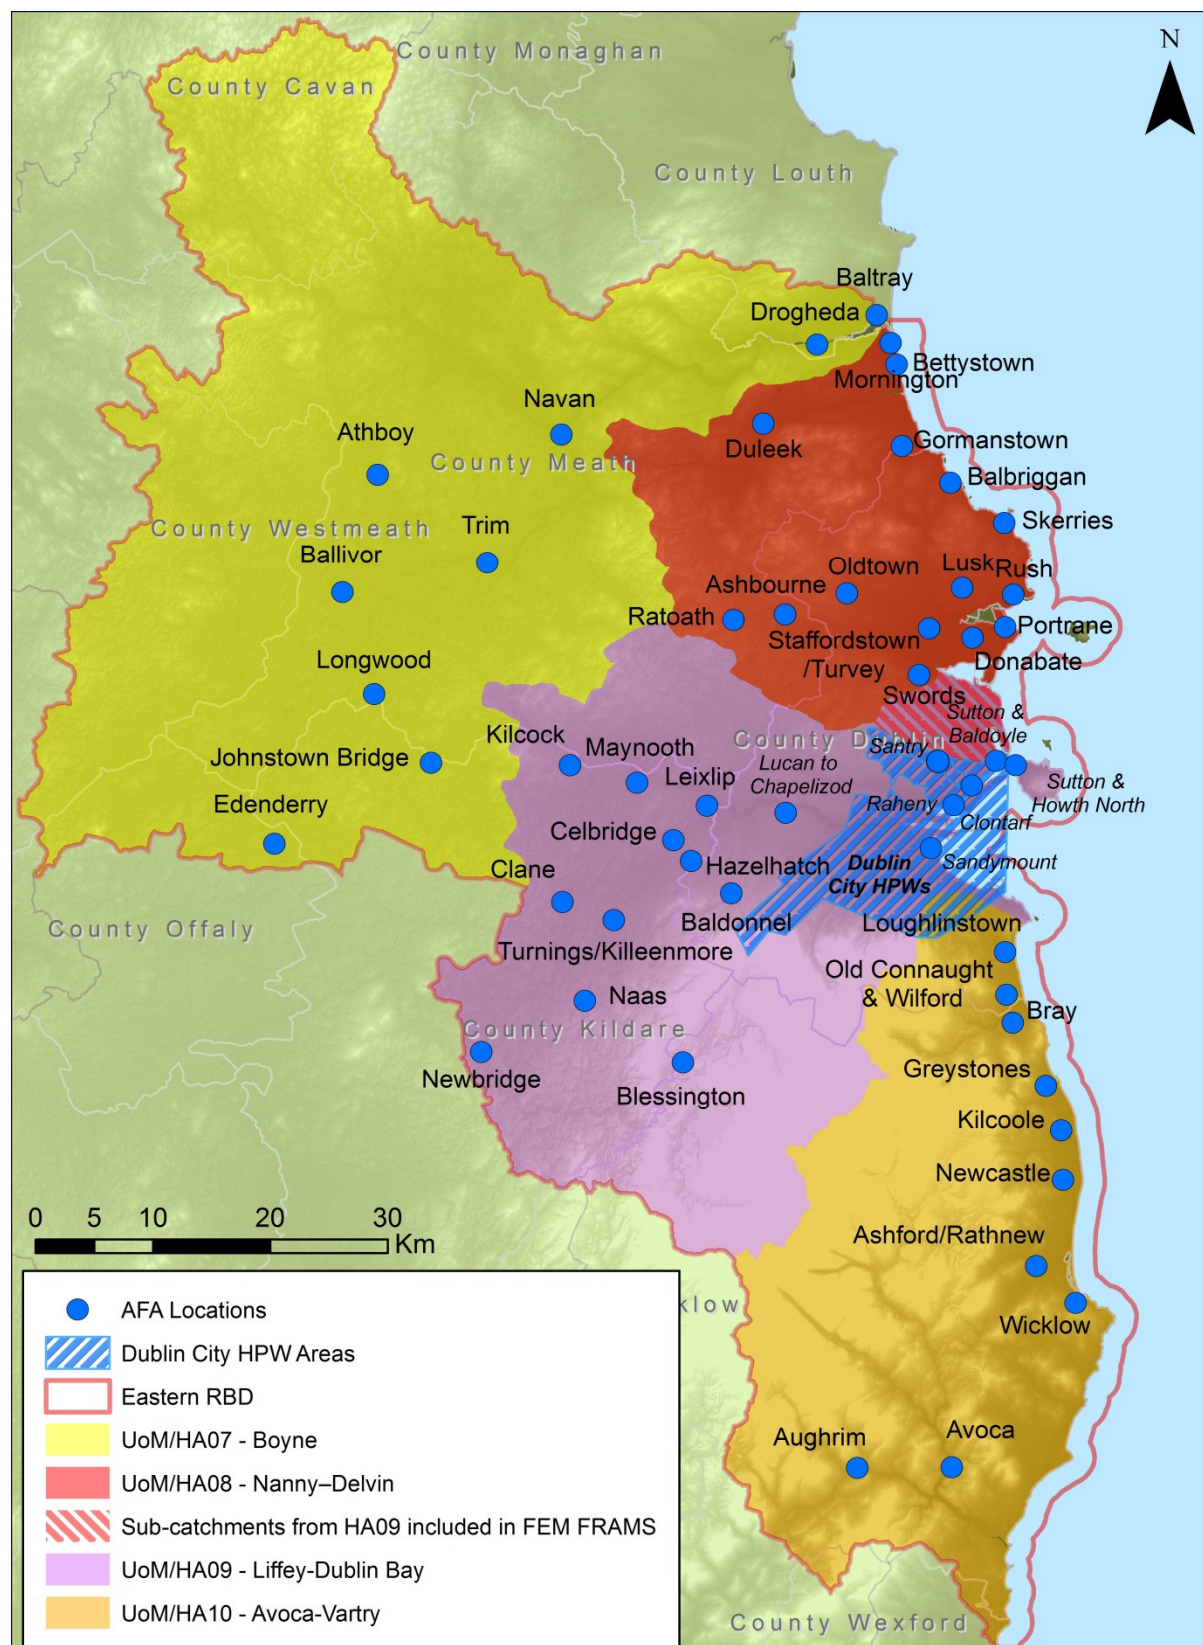 County Monaghan
N
County Cavan
County Louth
Baltray
Drogheda
Bettystown
Mornington
Navan
Athboy
Duleek
Gormanstown
County Meath
Balbriggan
County Westmeath
Trim
Skerries
Ballivor
Oldtown
Lusk
Rush
Ashbourne
Ratoath
Portrane
Staffordstown
/Turvey
Donabate
Longwood
Swords
Sutton &
Baldoyle
Kilcock
County Dublin
Santry
Johnstown Bridge
Maynooth
Lucan to
Chapelizod
Leixlip
Sutton &
Howth North
Edenderry
Raheny
Clontarf
Celbridge
Hazelhatch
Dublin
City HPWs
Sandymount
Clane
County Offaly
Baldonnel
Loughlinstown
Turnings/Killeenmore
Old Connaught
& Wilford
Naas
Bray
County Kildare
Newbridge
Blessington
Greystones
Kilcoole
Newcastle
0 5 10 20 30
Km
Ashford/Rathnew
klow
Wicklow
AFA Locations
Dublin City HPW Areas
Eastern RBD
UoM/HA07 - Boyne
Aughrim
Avoca
UoM/HA08 - Nanny–Delvin
Sub-catchments from HA09 included in FEM FRAMS
UoM/HA09 - Liffey-Dublin Bay
UoM/HA10 - Avoca-Vartry
County Wexford